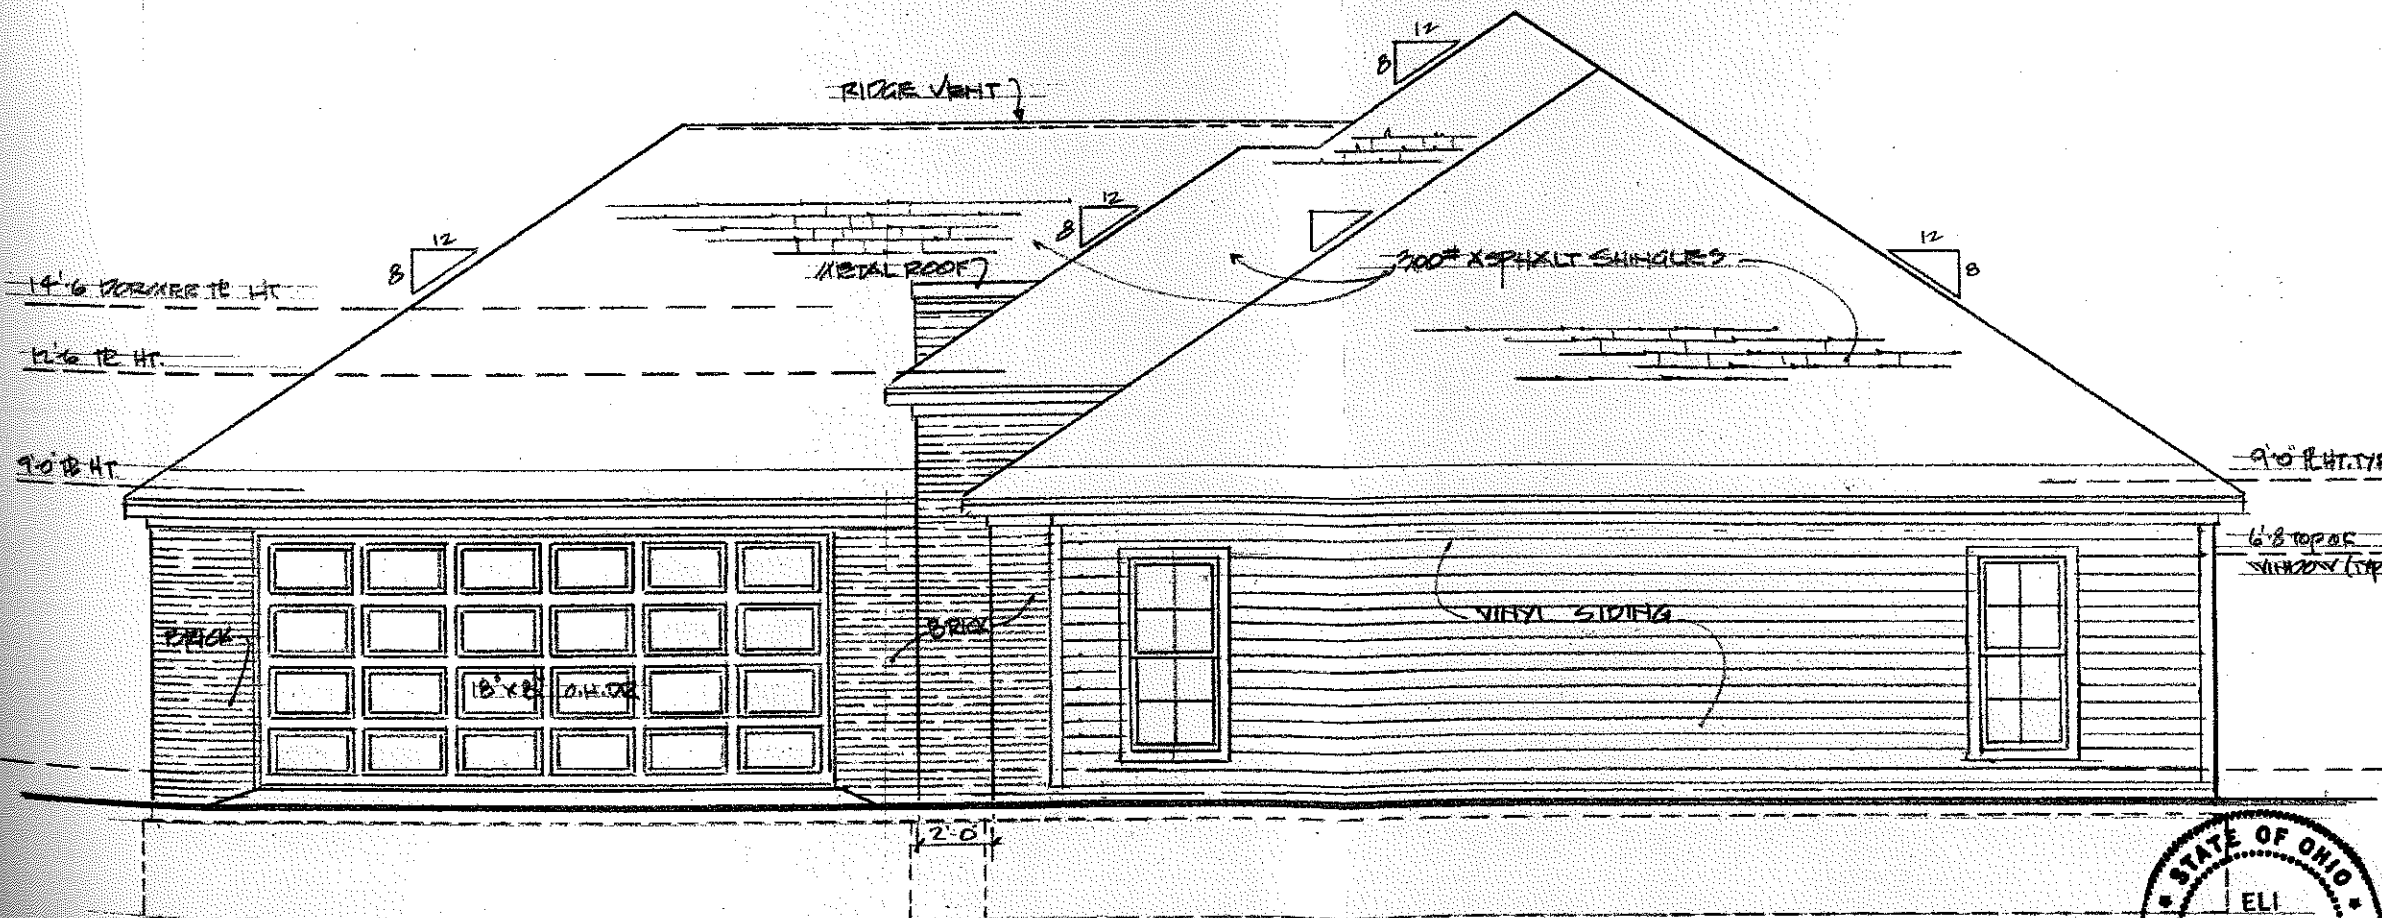 12
8
RIDGE VENT
12
8
12
8
METAL ROOF
300# ASPHALT SHINGLES
12
8
14'-6 DORMER PL HT
12'-6 PL HT.
9'-0" PL HT
9'-0" PL HT. TYP
6'-8 TOP OF
WINDOW (TYP
BRICK
BRICK
VINYL SIDING
18' X 8' O.H. DR
2'-0"
STATE OF OHIO
ELI